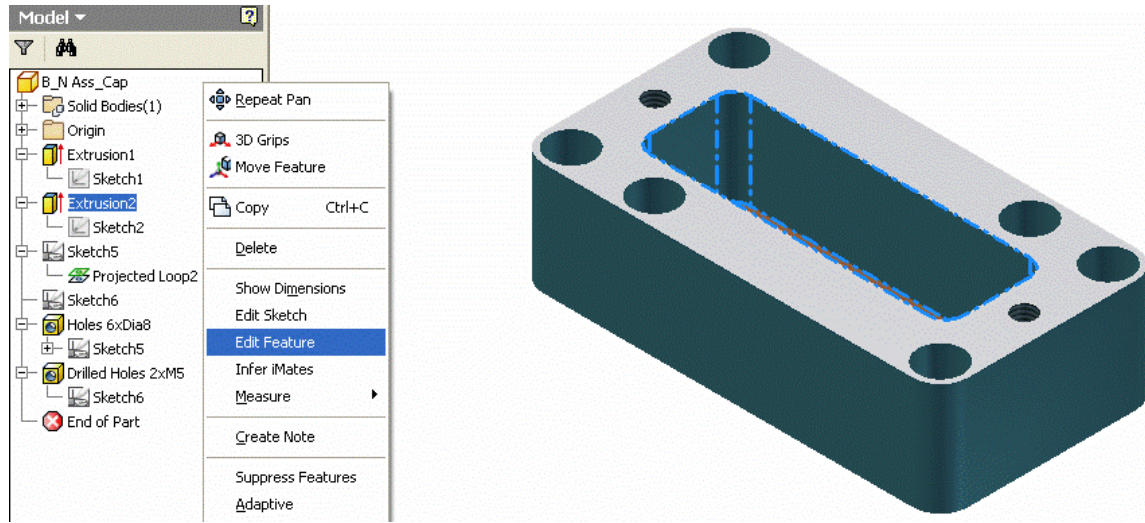 Model
B_N Ass_Cap
Solid Bodies(1)
Origin
Extrusion1
Sketch1
Extrusion2
Sketch2
Sketch5
Projected Loop2
Sketch6
Holes 6xDia8
Sketch5
Drilled Holes 2xM5
Sketch6
End of Part
Repeat Pan
3D Grips
Move Feature
Copy Ctrl+C
Delete
Show Dimensions
Edit Sketch
Edit Feature
Infer iMates
Measure
Create Note
Suppress Features
Adaptive